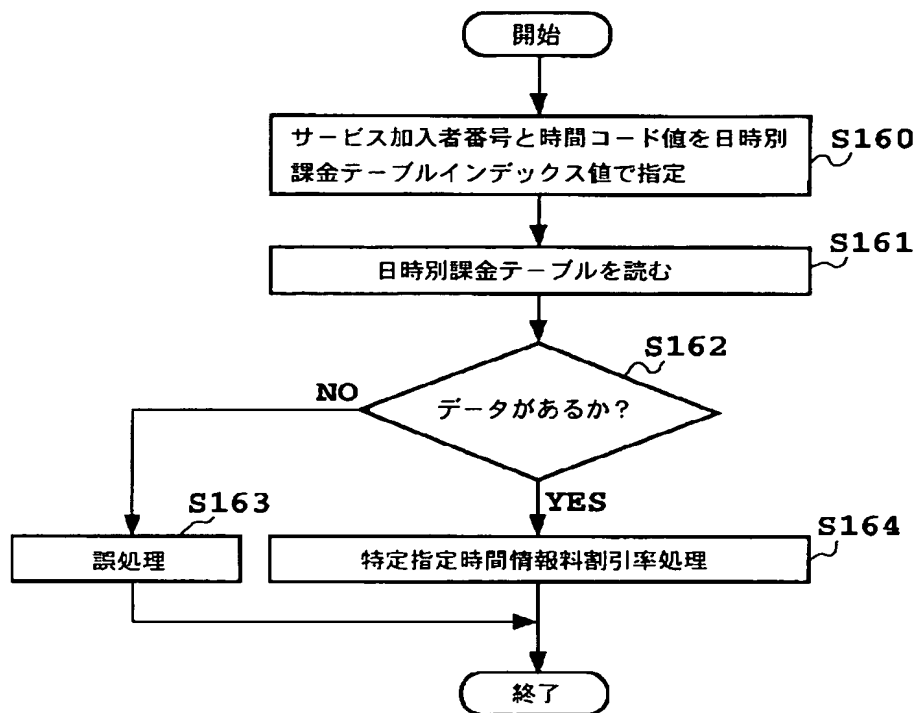 開始
サービス加入者番号と時間コード値を日時別
課金テーブルインデックス値で指定
S160
日時別課金テーブルを読む
S161
データがあるか？
S162
NO
YES
誤処理
S163
特定指定時間情報料割引率処理
S164
終了